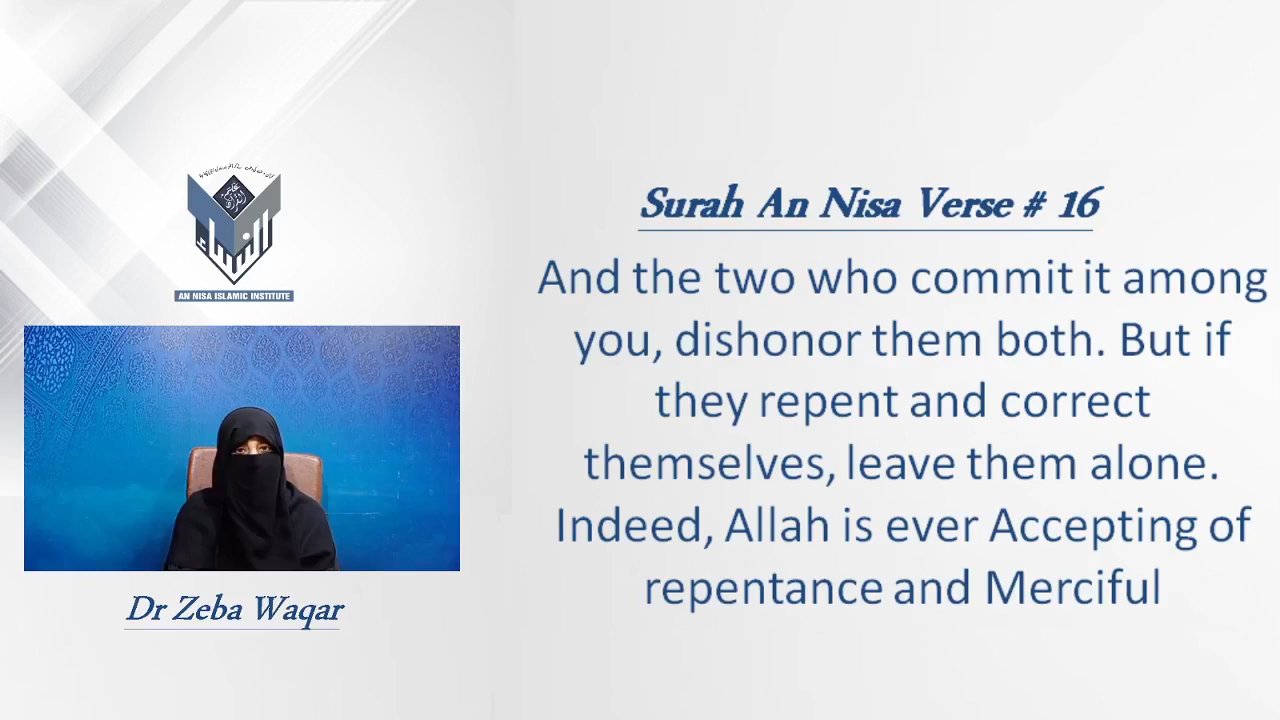 النساء
AN NISA ISLAMIC INSTITUTE
Dr Zeba Waqar
Surah An Nisa Verse # 16
And the two who commit it among
you, dishonor them both. But if
they repent and correct
themselves, leave them alone.
Indeed, Allah is ever Accepting of
repentance and Merciful